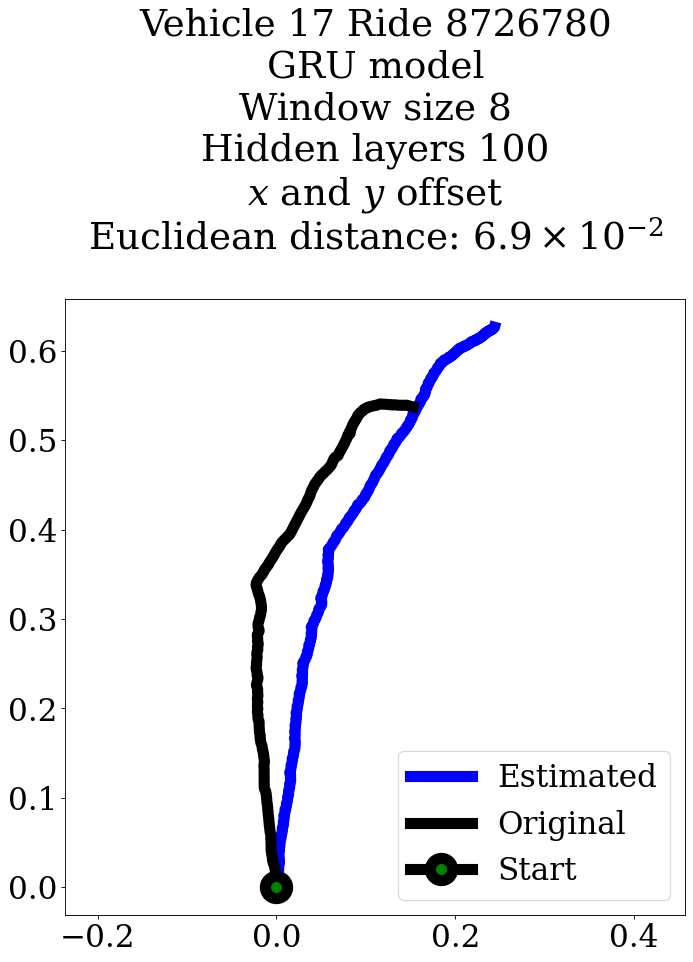 Vehicle 17 Ride 8726780
GRU model
Window size 8
Hidden layers 100
x and y offset
Euclidean distance: 6.9 × 10⁻²
0.6
0.5
0.4
0.3
0.2
0.1
0.0
−0.2 0.0 0.2 0.4
Estimated
Original
Start